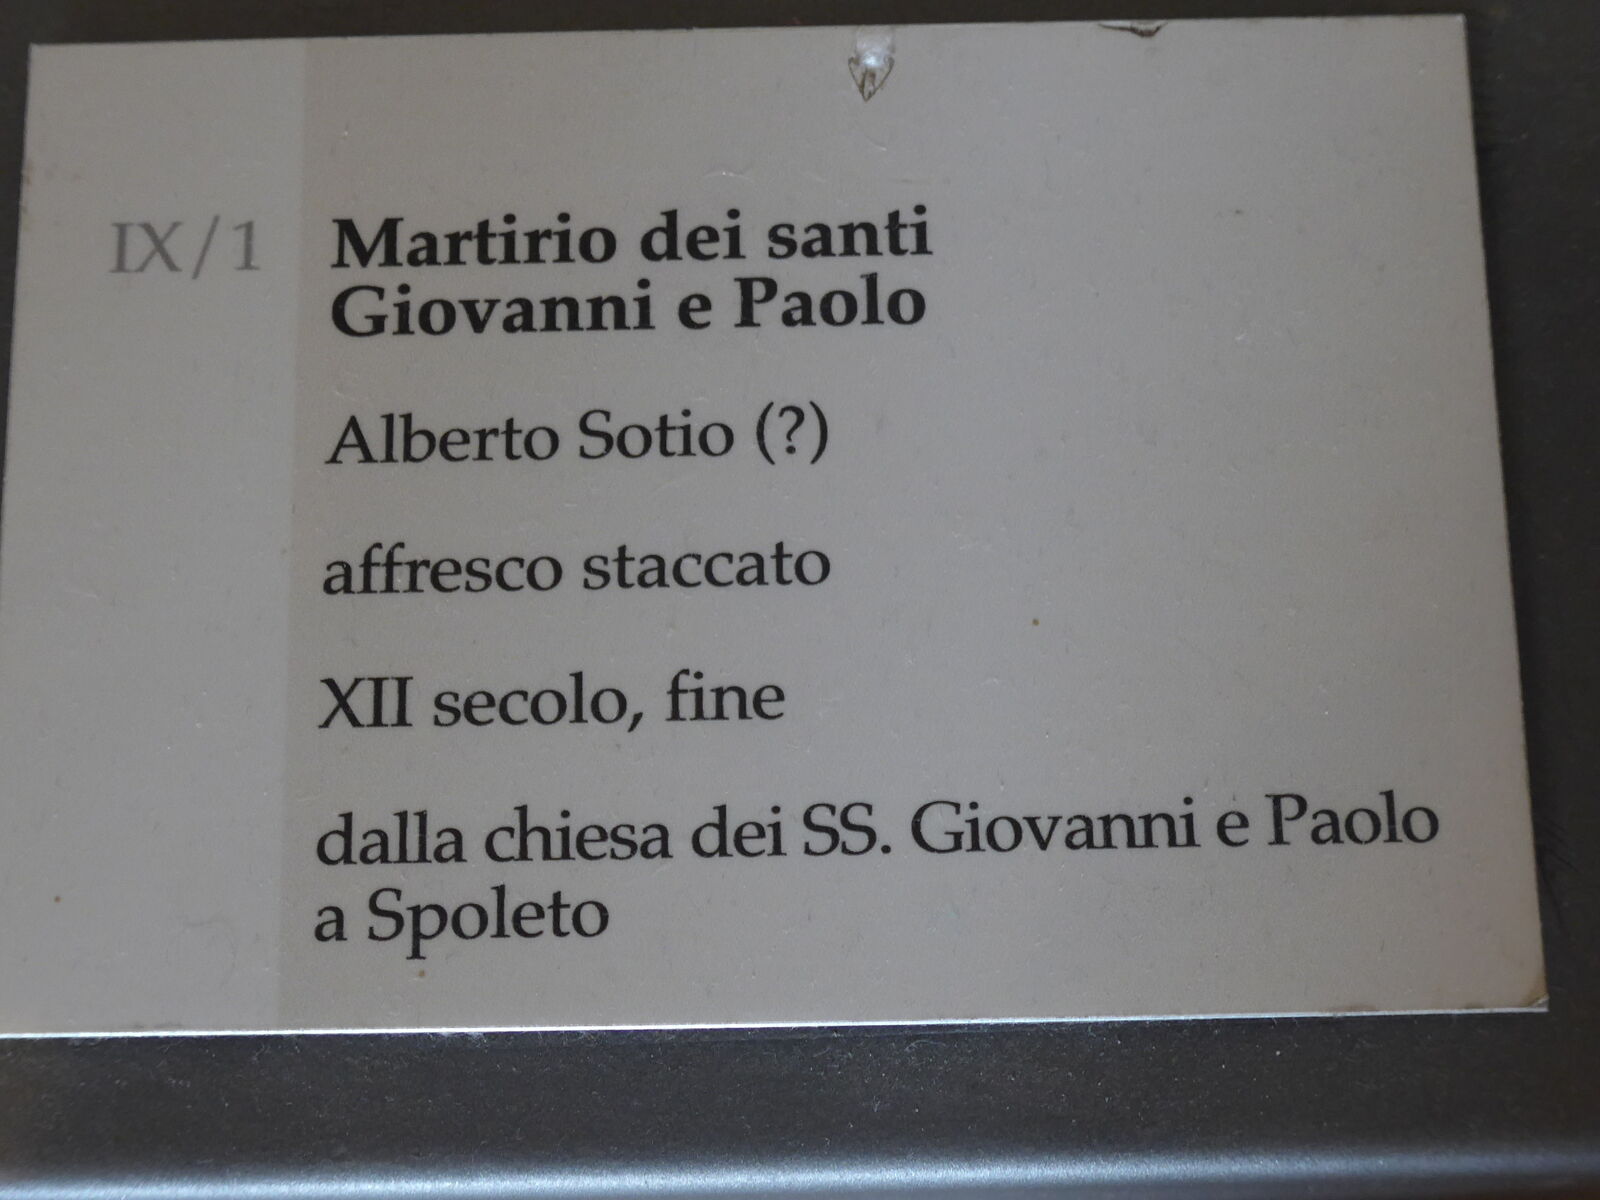 IX/1 Martirio dei santi
Giovanni e Paolo
Alberto Sotio (?)
affresco staccato
XII secolo, fine
dalla chiesa dei SS. Giovanni e Paolo
a Spoleto